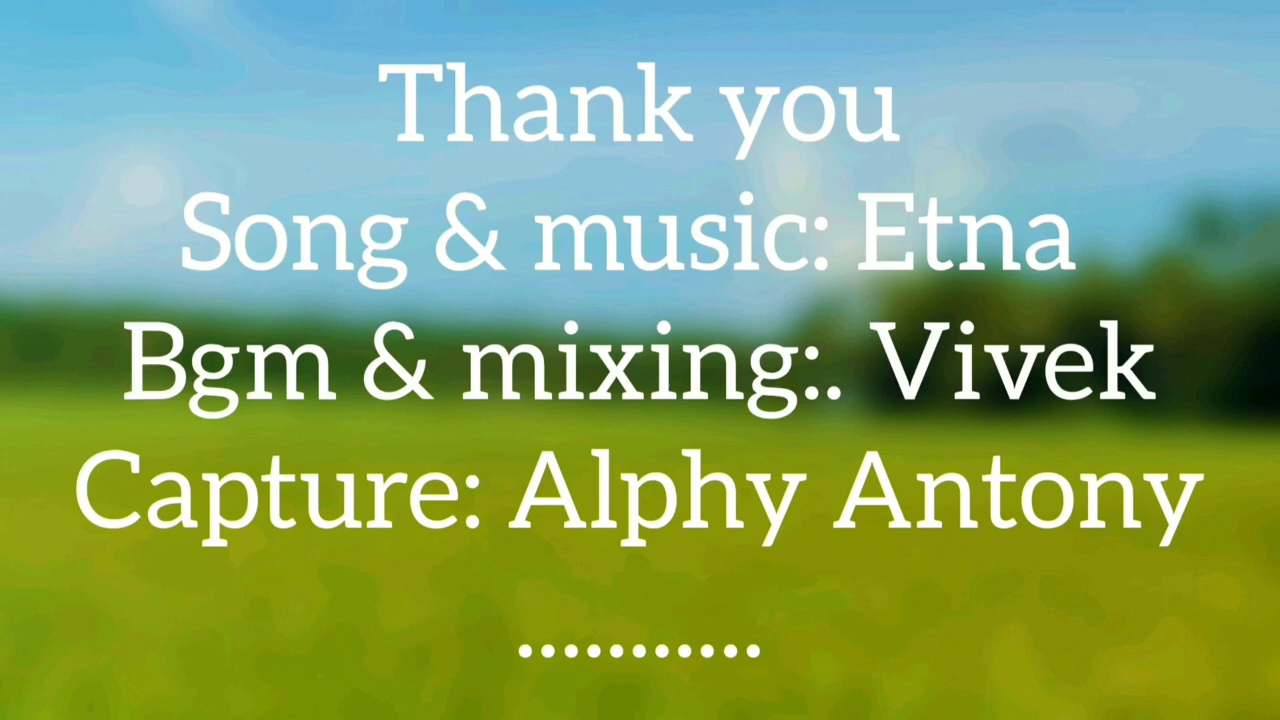 Thank you
Song & music: Etna
Bgm & mixing:. Vivek
Capture: Alphy Antony
...........